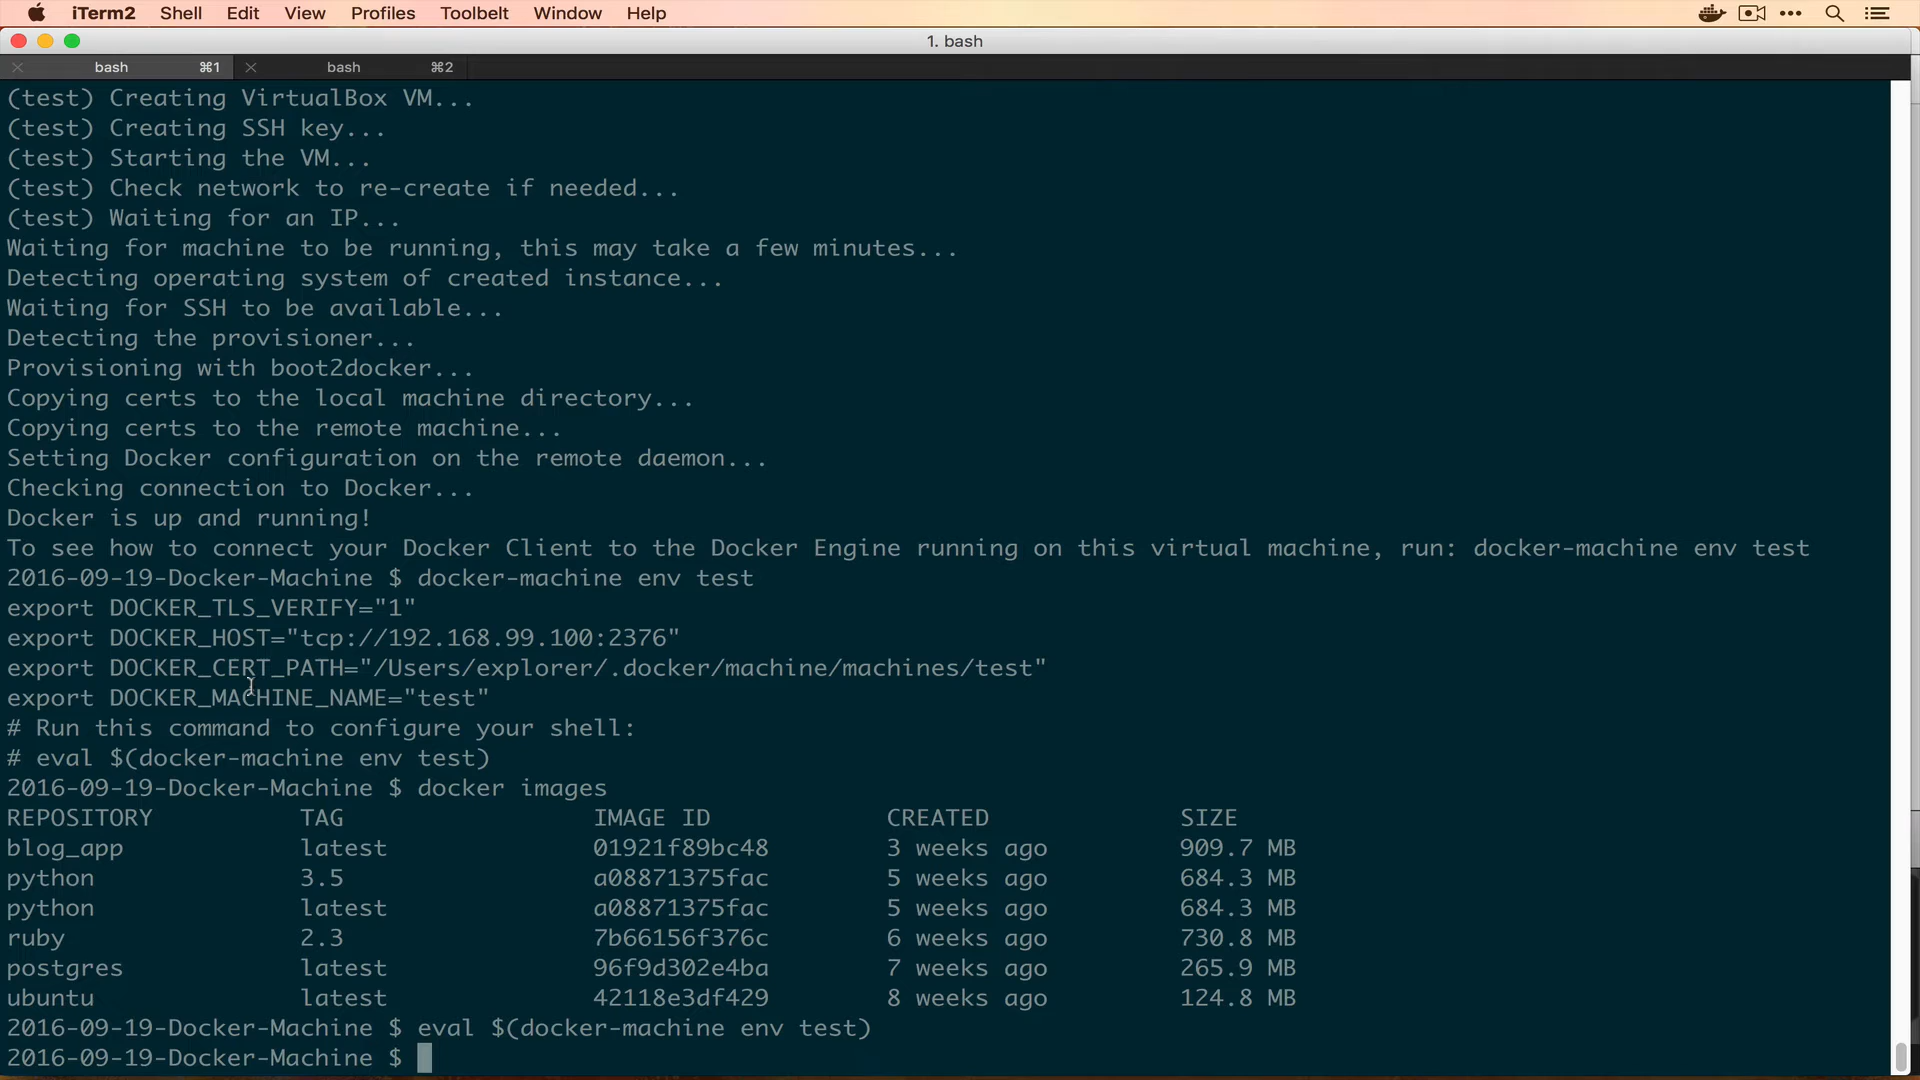 iTerm2 Shell Edit View Profiles Toolbelt Window Help
1. bash
bash ⌘1 bash ⌘2
(test) Creating VirtualBox VM...
(test) Creating SSH key...
(test) Starting the VM...
(test) Check network to re-create if needed...
(test) Waiting for an IP...
Waiting for machine to be running, this may take a few minutes...
Detecting operating system of created instance...
Waiting for SSH to be available...
Detecting the provisioner...
Provisioning with boot2docker...
Copying certs to the local machine directory...
Copying certs to the remote machine...
Setting Docker configuration on the remote daemon...
Checking connection to Docker...
Docker is up and running!
To see how to connect your Docker Client to the Docker Engine running on this virtual machine, run: docker-machine env test
2016-09-19-Docker-Machine $ docker-machine env test
export DOCKER_TLS_VERIFY="1"
export DOCKER_HOST="tcp://192.168.99.100:2376"
export DOCKER_CERT_PATH="/Users/explorer/.docker/machine/machines/test"
export DOCKER_MACHINE_NAME="test"
# Run this command to configure your shell:
# eval $(docker-machine env test)
2016-09-19-Docker-Machine $ docker images
REPOSITORY TAG IMAGE ID CREATED SIZE
blog_app latest 01921f89bc48 3 weeks ago 909.7 MB
python 3.5 a08871375fac 5 weeks ago 684.3 MB
python latest a08871375fac 5 weeks ago 684.3 MB
ruby 2.3 7b66156f376c 6 weeks ago 730.8 MB
postgres latest 96f9d302e4ba 7 weeks ago 265.9 MB
ubuntu latest 42118e3df429 8 weeks ago 124.8 MB
2016-09-19-Docker-Machine $ eval $(docker-machine env test)
2016-09-19-Docker-Machine $